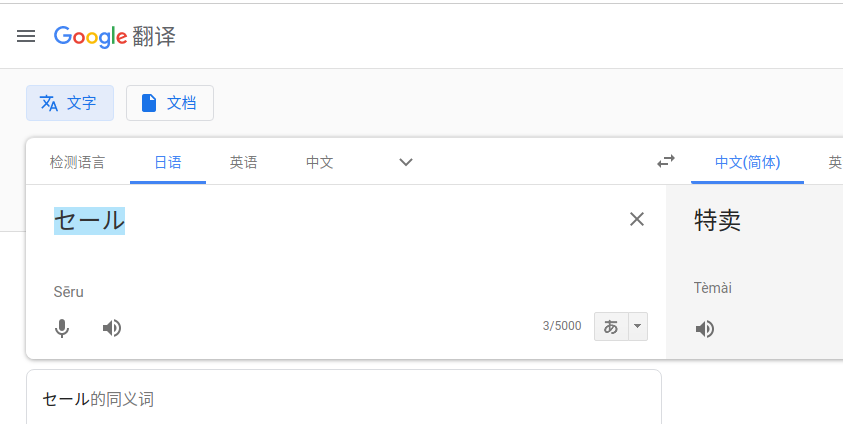 Google 翻译
文字 文档
检测语言 日语 英语 中文 中文(简体) 英
セール 特卖
Sēru Tèmài
3/5000 あ
セール的同义词